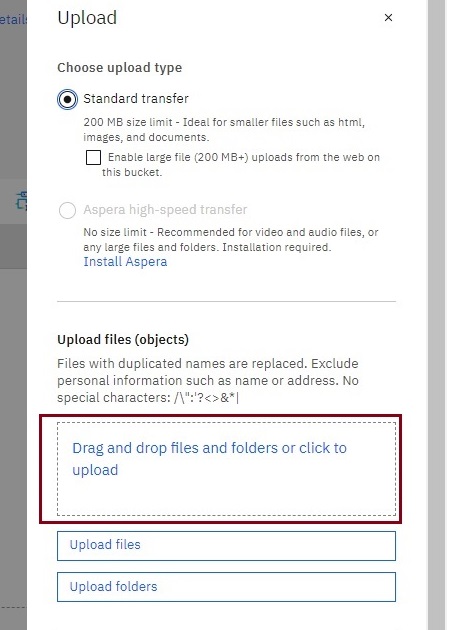 Upload
Choose upload type
Standard transfer
200 MB size limit - Ideal for smaller files such as html,
images, and documents.
Enable large file (200 MB+) uploads from the web on
this bucket.
Aspera high-speed transfer
No size limit - Recommended for video and audio files, or
any large files and folders. Installation required.
Install Aspera
Upload files (objects)
Files with duplicated names are replaced. Exclude
personal information such as name or address. No
special characters: /\":'?<>&*|
Drag and drop files and folders or click to
upload
Upload files
Upload folders